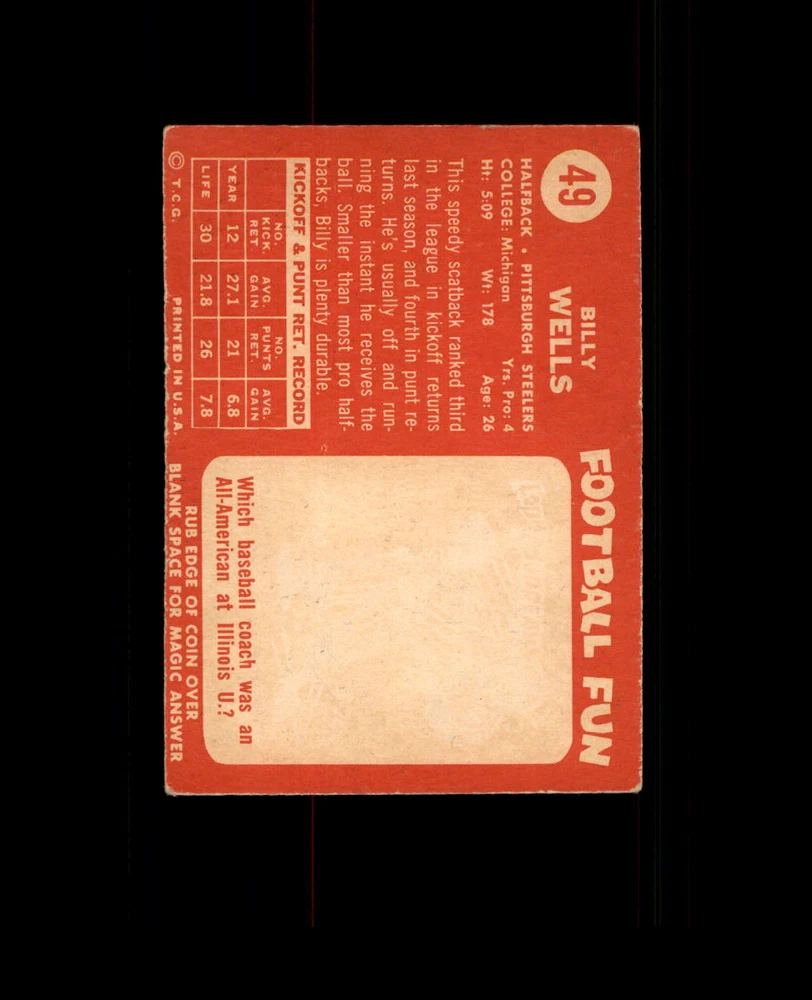 49
BILLY
WELLS
HALFBACK • PITTSBURGH STEELERS
COLLEGE: Michigan Yrs. Pro: 4
Ht: 5:09 Wt: 178 Age: 26
This speedy scatback ranked third
in the league in kickoff returns
last season, and fourth in punt re-
turns. He's usually off and run-
ning the instant he receives the
ball. Smaller than most pro half-
backs, Billy is plenty durable.
KICKOFF & PUNT RET. RECORD
NO. KICK. RET AVG. GAIN NO. PUNTS RET. AVG. GAIN
YEAR 12 27.1 21 6.8
LIFE 30 21.8 26 7.8
© T.C.G. PRINTED IN U.S.A.
FOOTBALL FUN
Which baseball coach was an
All-American at Illinois U.?
RUB EDGE OF COIN OVER
BLANK SPACE FOR MAGIC ANSWER